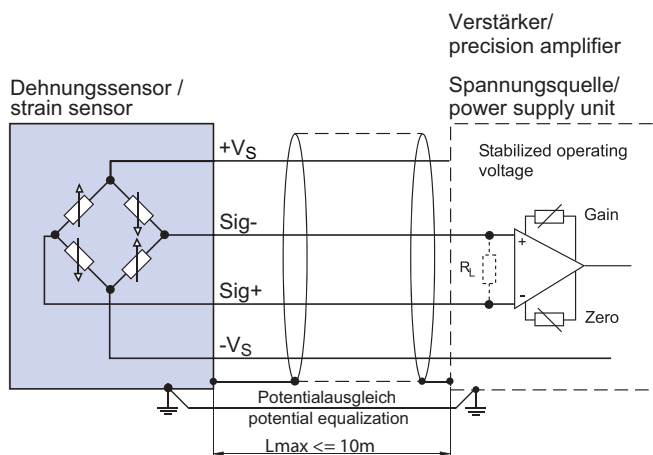 Verstärker/
precision amplifier
Dehnungssensor /
strain sensor
Spannungsquelle/
power supply unit
+VS
Stabilized operating
voltage
Sig-
Gain
+
RL
-
Sig+
Zero
-VS
Potentialausgleich
potential equalization
Lmax <= 10m